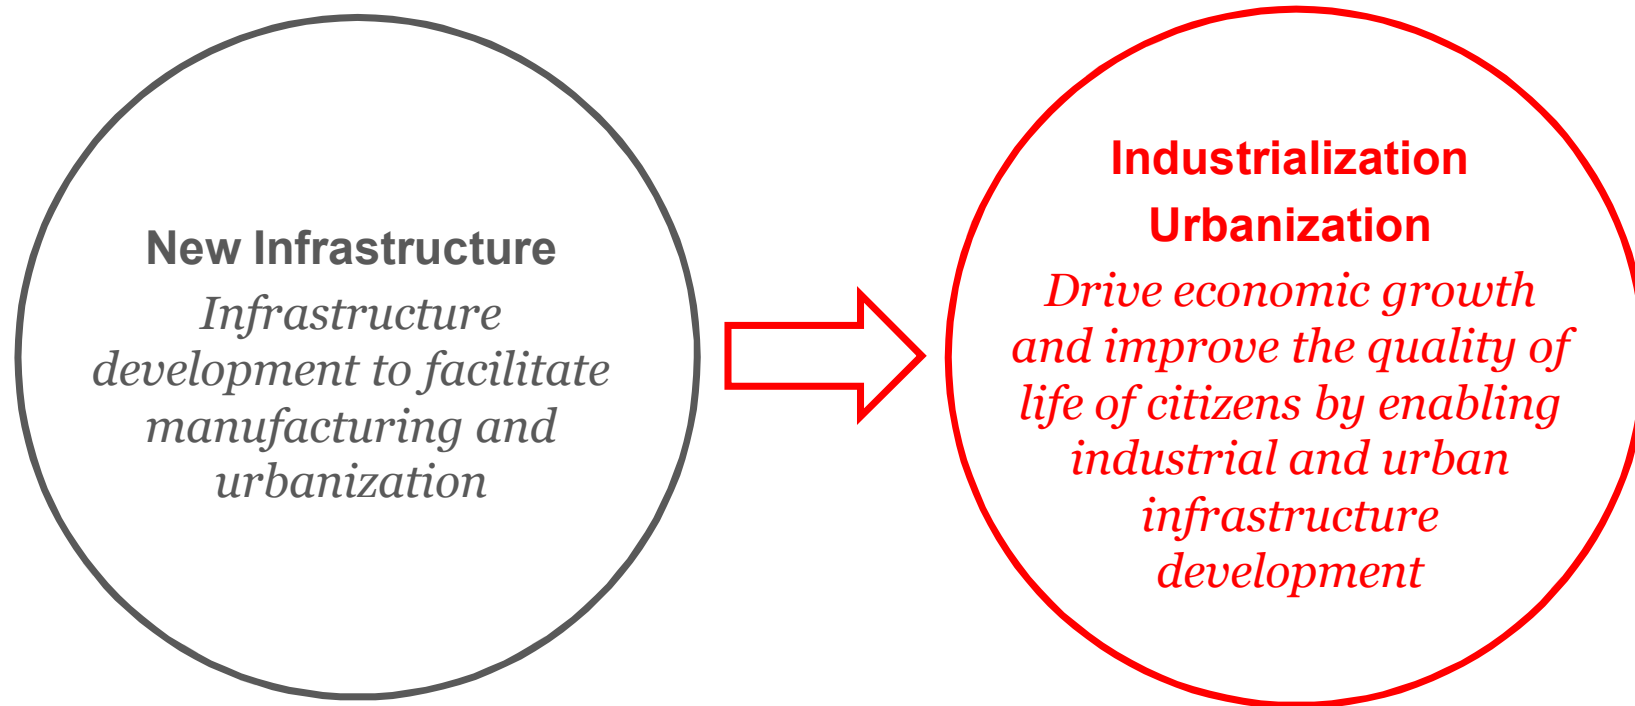 New Infrastructure
Infrastructure
development to facilitate
manufacturing and
urbanization
Industrialization
Urbanization
Drive economic growth
and improve the quality of
life of citizens by enabling
industrial and urban
infrastructure
development